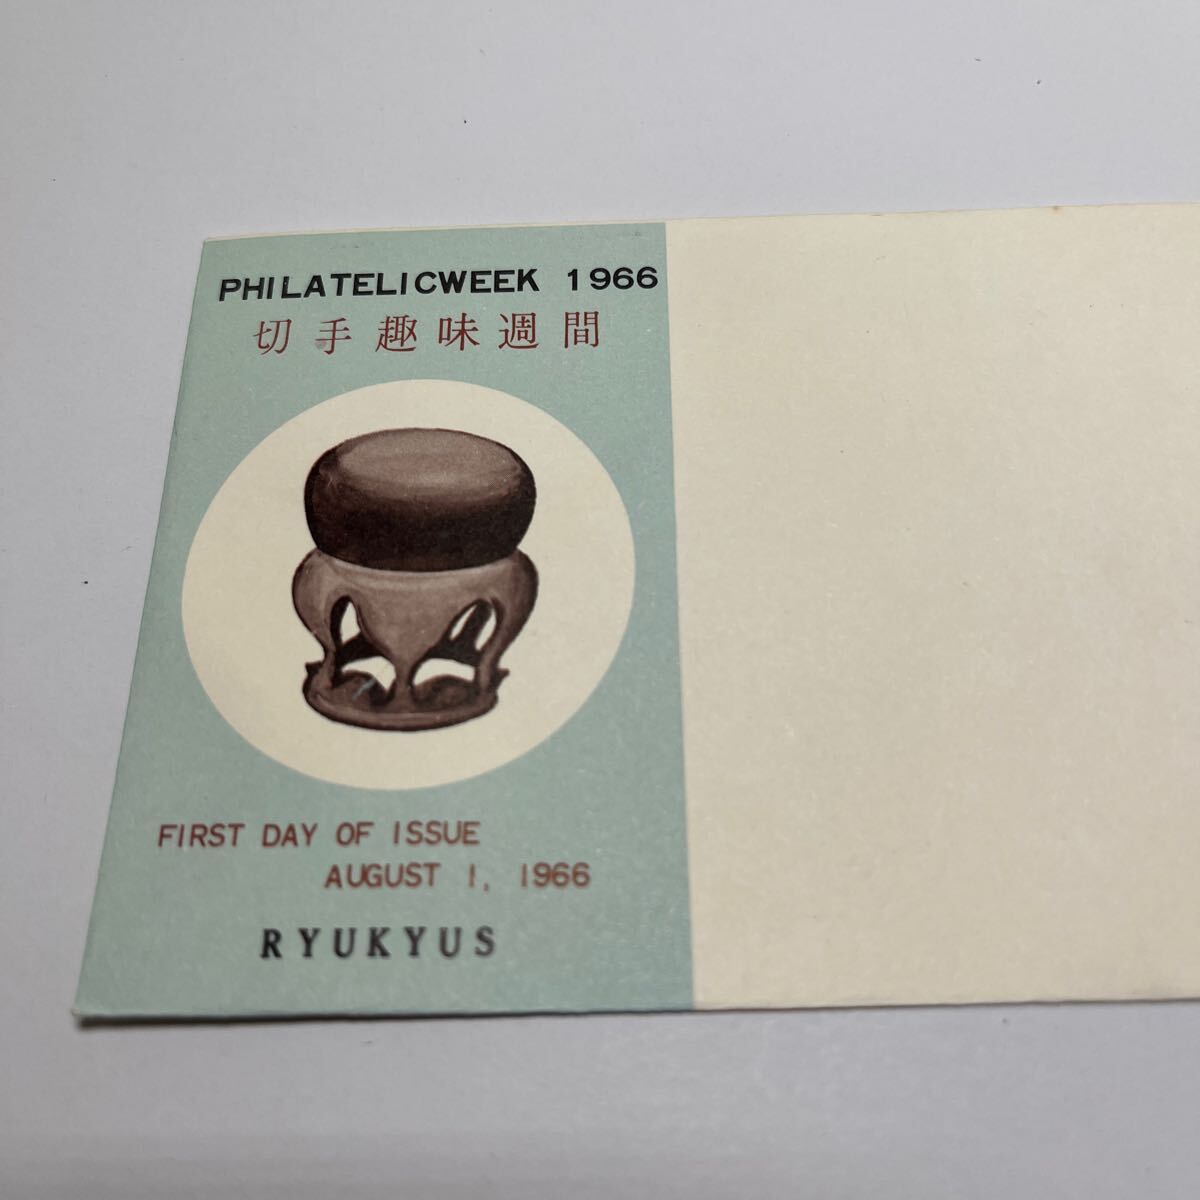 PHILATELICWEEK 1966
切手趣味週間
FIRST DAY OF ISSUE
AUGUST 1, 1966
RYUKYUS